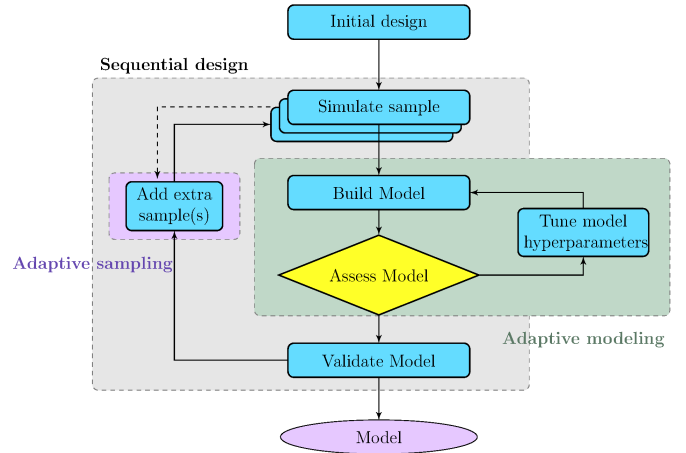 Initial design
Sequential design
Simulate sample
Build Model
Add extra
sample(s)
Tune model
hyperparameters
Adaptive sampling
Assess Model
Adaptive modeling
Validate Model
Model